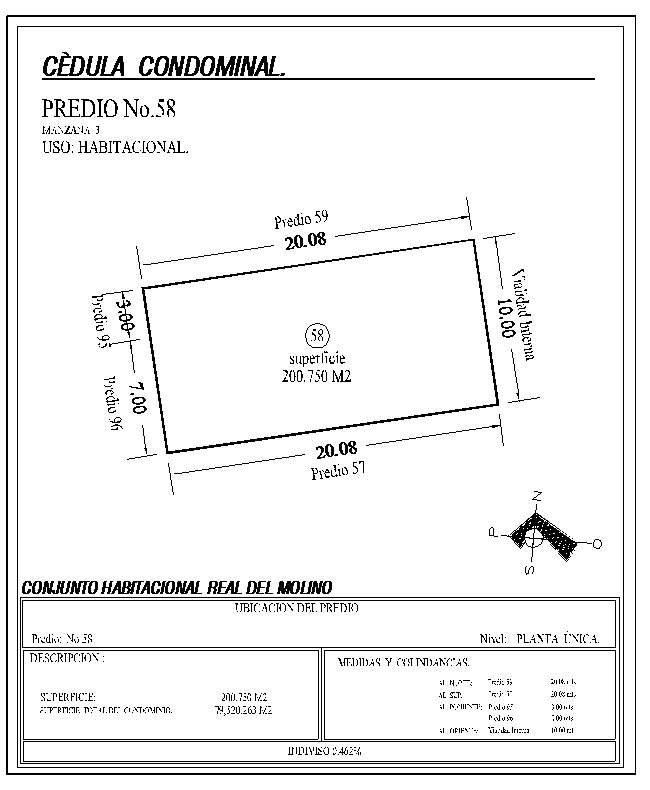 CÈDULA CONDOMINAL.
PREDIO No.58
MANZANA 3
USO: HABITACIONAL.
Predio 59
20.08
Predio 95
3.00
Predio 96
7.00
58
superficie
200.750 M2
Vialidad Interna
10.00
20.08
Predio 57
N
P
O
S
CONJUNTO HABITACIONAL REAL DEL MOLINO
UBICACION DEL PREDIO
Predio: No.58 Nivel: PLANTA ÚNICA.
DESCRIPCION :
SUPERFICIE: 200.750 M2
SUPERFICIE TOTAL DEL CONDOMINIO: 79,520.263 M2
MEDIDAS Y COLINDANCIAS.
AL NORTE: Predio 59 20.08 mts
AL SUR: Predio 57 20.08 mts
AL PONIENTE: Predio 95 3.00 mts
Predio 96 7.00 mts
AL ORIENTE: Vialidad Interna 10.00 mts
INDIVISO 0.462%